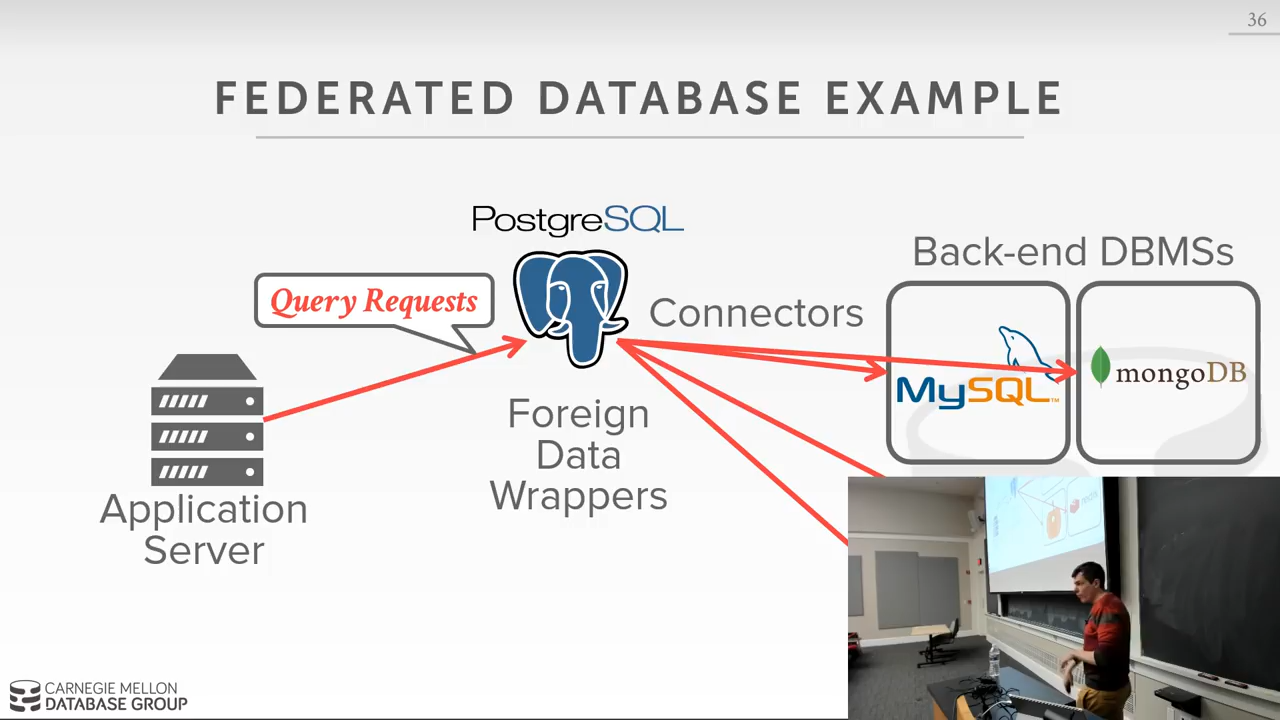 36
FEDERATED DATABASE EXAMPLE
PostgreSQL
Back-end DBMSs
Query Requests
Connectors
MySQL™
mongoDB
Foreign
Data
Wrappers
Application
Server
CARNEGIE MELLON
DATABASE GROUP